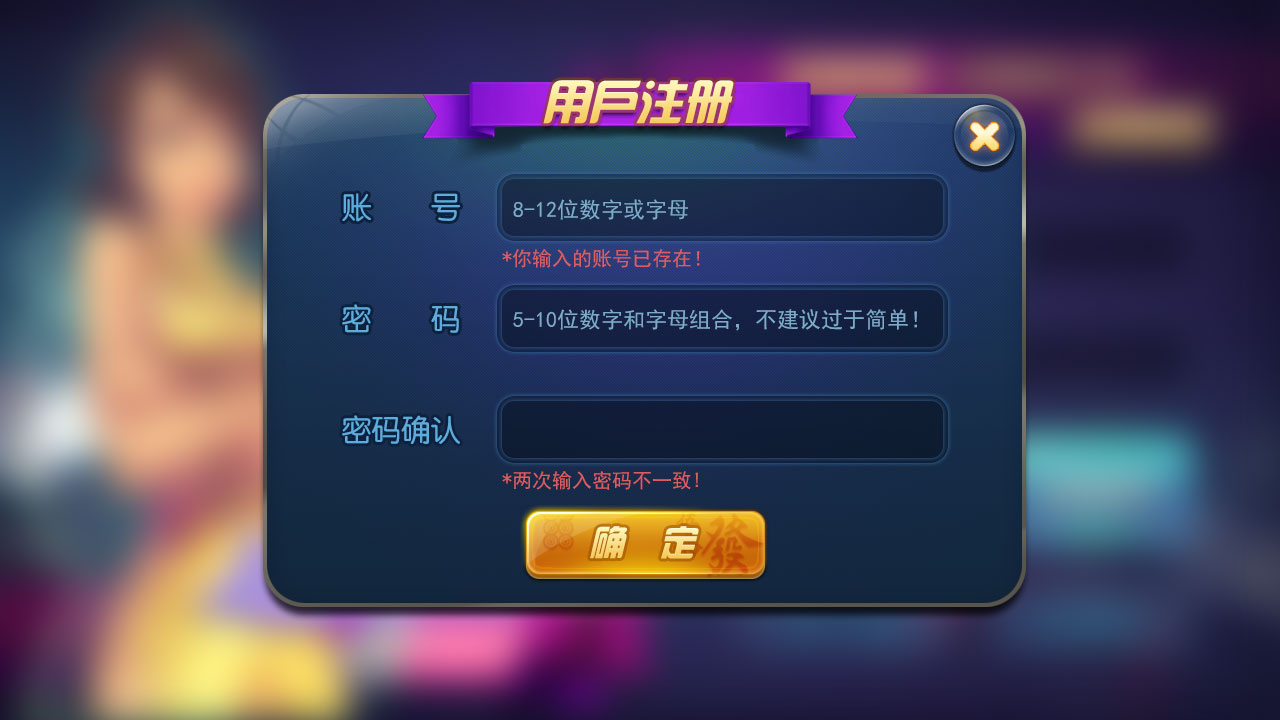 用戶注册
账 号
8-12位数字或字母
*你输入的账号已存在!
密 码
5-10位数字和字母组合，不建议过于简单!
密码确认
*两次输入密码不一致!
确 定
發